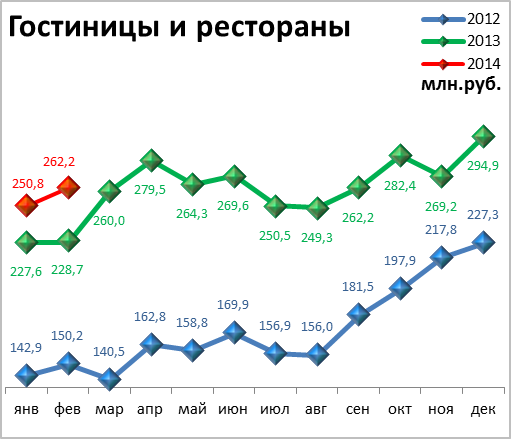 Гостиницы и рестораны
2012
2013
2014
млн.руб.
250,8 262,2
227,6 228,7 260,0 279,5 264,3 269,6 250,5 249,3 262,2 282,4 269,2 294,9
142,9 150,2 140,5 162,8 158,8 169,9 156,9 156,0 181,5 197,9 217,8 227,3
янв фев мар апр май июн июл авг сен окт ноя дек